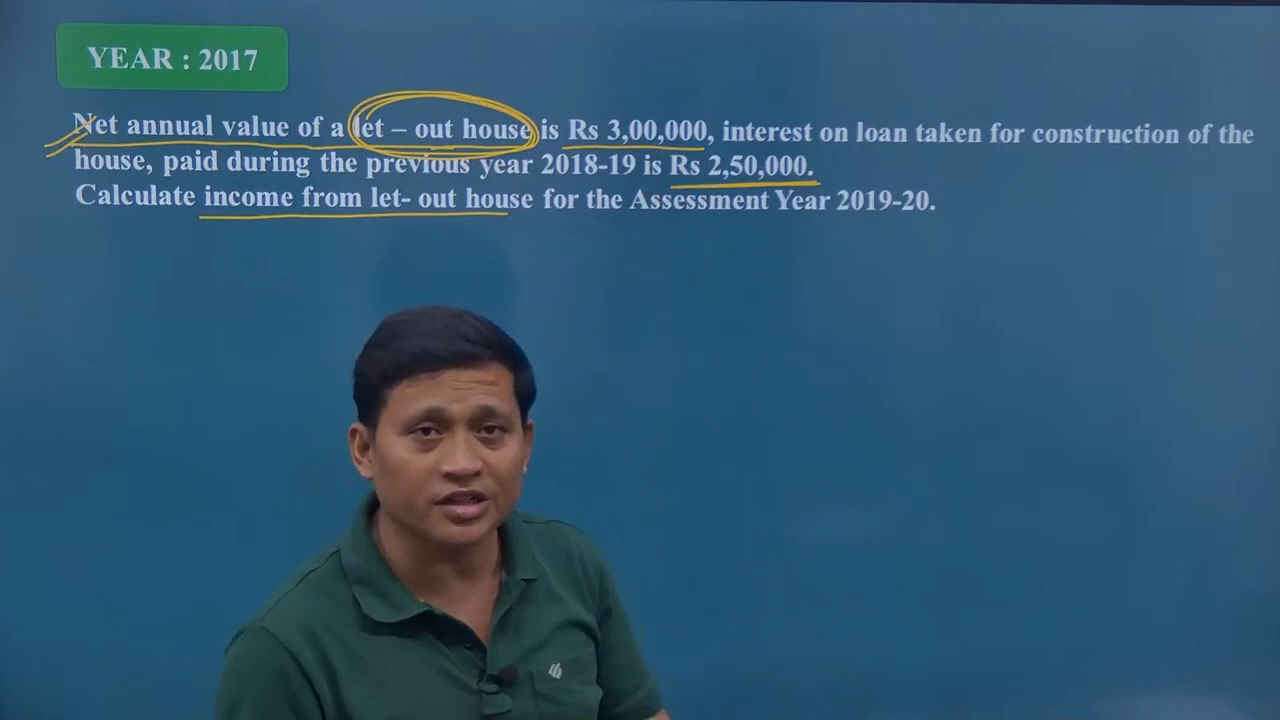 YEAR : 2017
Net annual value of a let – out house is Rs 3,00,000, interest on loan taken for construction of the
house, paid during the previous year 2018-19 is Rs 2,50,000.
Calculate income from let- out house for the Assessment Year 2019-20.